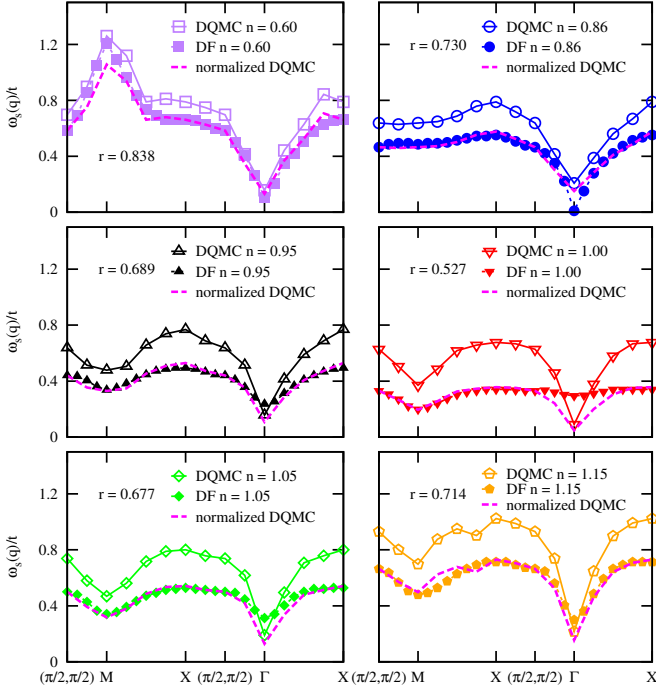 ωs(q)/t
1.2
0.8
0.4
0
DQMC n = 0.60
DF n = 0.60
normalized DQMC
r = 0.838
DQMC n = 0.86
DF n = 0.86
normalized DQMC
r = 0.730
ωs(q)/t
1.2
0.8
0.4
0
DQMC n = 0.95
DF n = 0.95
normalized DQMC
r = 0.689
DQMC n = 1.00
DF n = 1.00
normalized DQMC
r = 0.527
ωs(q)/t
1.2
0.8
0.4
0
DQMC n = 1.05
DF n = 1.05
normalized DQMC
r = 0.677
DQMC n = 1.15
DF n = 1.15
normalized DQMC
r = 0.714
(π/2,π/2) M X (π/2,π/2) Γ X
(π/2,π/2) M X (π/2,π/2) Γ X